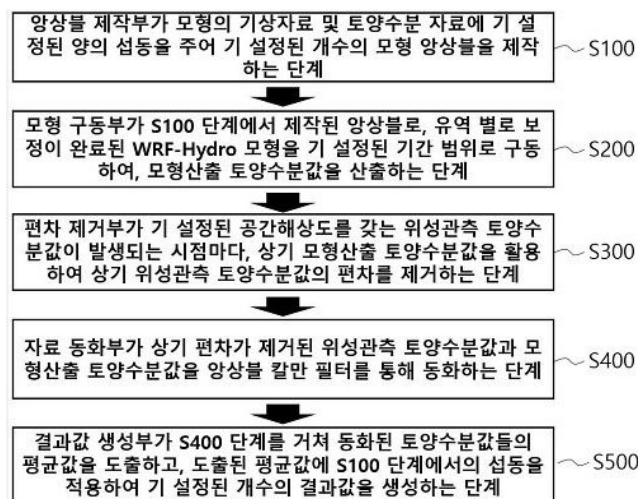 앙상블 제작부가 모형의 기상자료 및 토양수분 자료에 기 설
정된 양의 섭동을 주어 기 설정된 개수의 모형 앙상블을 제작
하는 단계
S100
모형 구동부가 S100 단계에서 제작된 앙상블로, 유역 별로 보
정이 완료된 WRF-Hydro 모형을 기 설정된 기간 범위로 구동
하여, 모형산출 토양수분값을 산출하는 단계
S200
편차 제거부가 기 설정된 공간해상도를 갖는 위성관측 토양수
분값이 발생되는 시점마다, 상기 모형산출 토양수분값을 활용
하여 상기 위성관측 토양수분값의 편차를 제거하는 단계
S300
자료 동화부가 상기 편차가 제거된 위성관측 토양수분값과 모
형산출 토양수분값을 앙상블 칼만 필터를 통해 동화하는 단계
S400
결과값 생성부가 S400 단계를 거쳐 동화된 토양수분값들의
평균값을 도출하고, 도출된 평균값에 S100 단계에서의 섭동을
적용하여 기 설정된 개수의 결과값을 생성하는 단계
S500